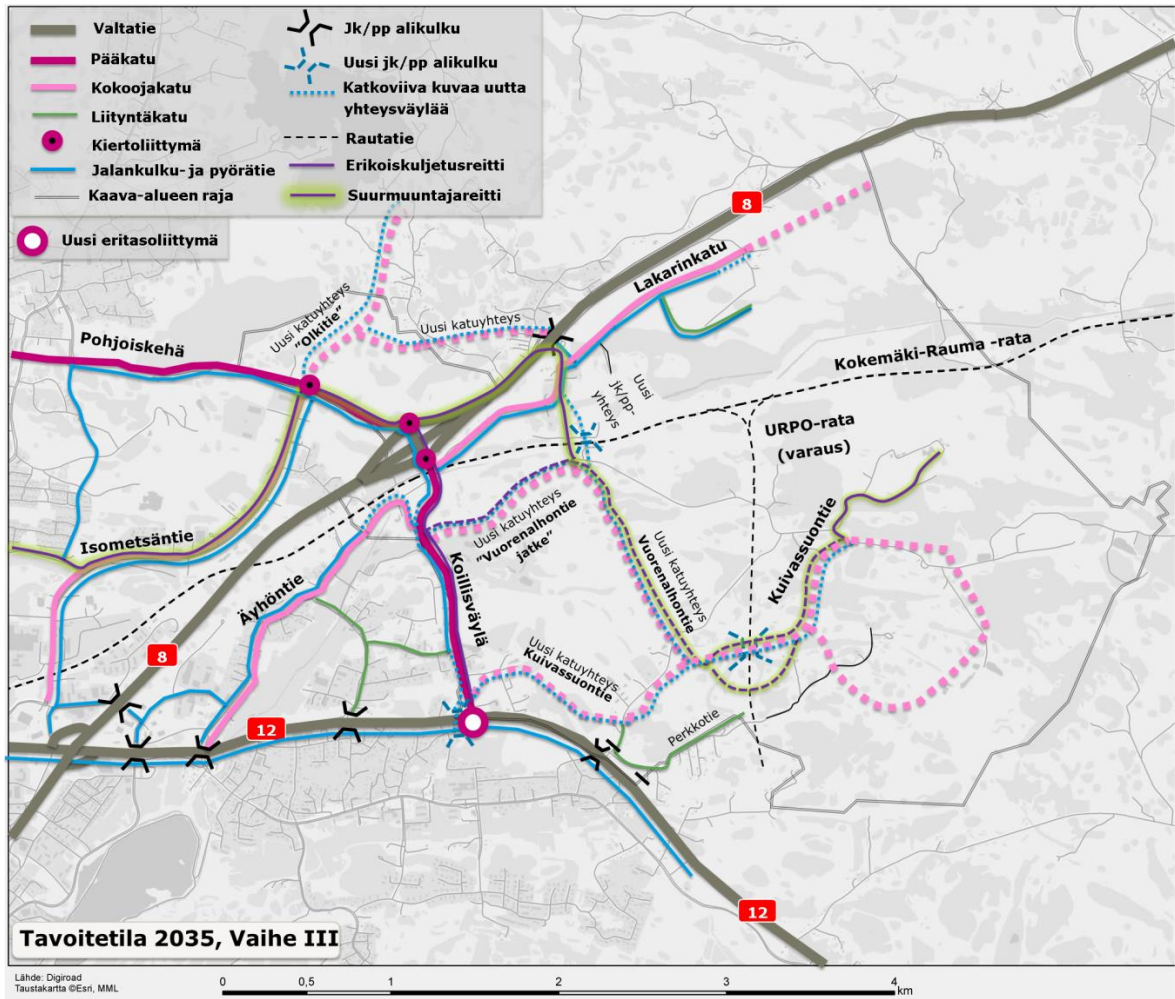 Valtatie
Pääkatu
Kokoojakatu
Liityntäkatu
Kiertoliittymä
Jalankulku- ja pyörätie
Kaava-alueen raja
Jk/pp alikulku
Uusi jk/pp alikulku
Katkoviiva kuvaa uutta
yhteysväylää
Rautatie
Erikoiskuljetusreitti
Suurmuuntajareitti
Uusi eritasoliittymä
8
Lakarinkatu
Uusi katuyhteys
"Olkitie"
Uusi katuyhteys
Pohjoiskehä
Kokemäki-Rauma -rata
Uusi
jk/pp-
yhteys
URPO-rata
(varaus)
Isometsäntie
Uusi katuyhteys
"Vuorenalhontie
jatke"
Uusi katuyhteys
Vuorenalhontie
Kuivassuontie
Äyhöntie
Koillisväylä
8
Uusi katuyhteys
Kuivassuontie
12
Perkkotie
12
Tavoitetila 2035, Vaihe III
Lähde: Digiroad
Taustakartta ©Esri, MML
0 0,5 1 2 3 4
km